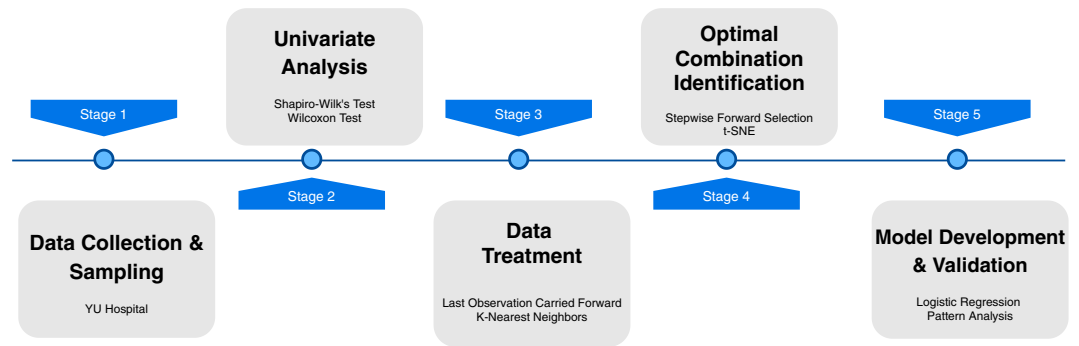 Stage 1
Data Collection &
Sampling
YU Hospital
Univariate
Analysis
Shapiro-Wilk's Test
Wilcoxon Test
Stage 2
Stage 3
Data
Treatment
Last Observation Carried Forward
K-Nearest Neighbors
Optimal
Combination
Identification
Stepwise Forward Selection
t-SNE
Stage 4
Stage 5
Model Development
& Validation
Logistic Regression
Pattern Analysis